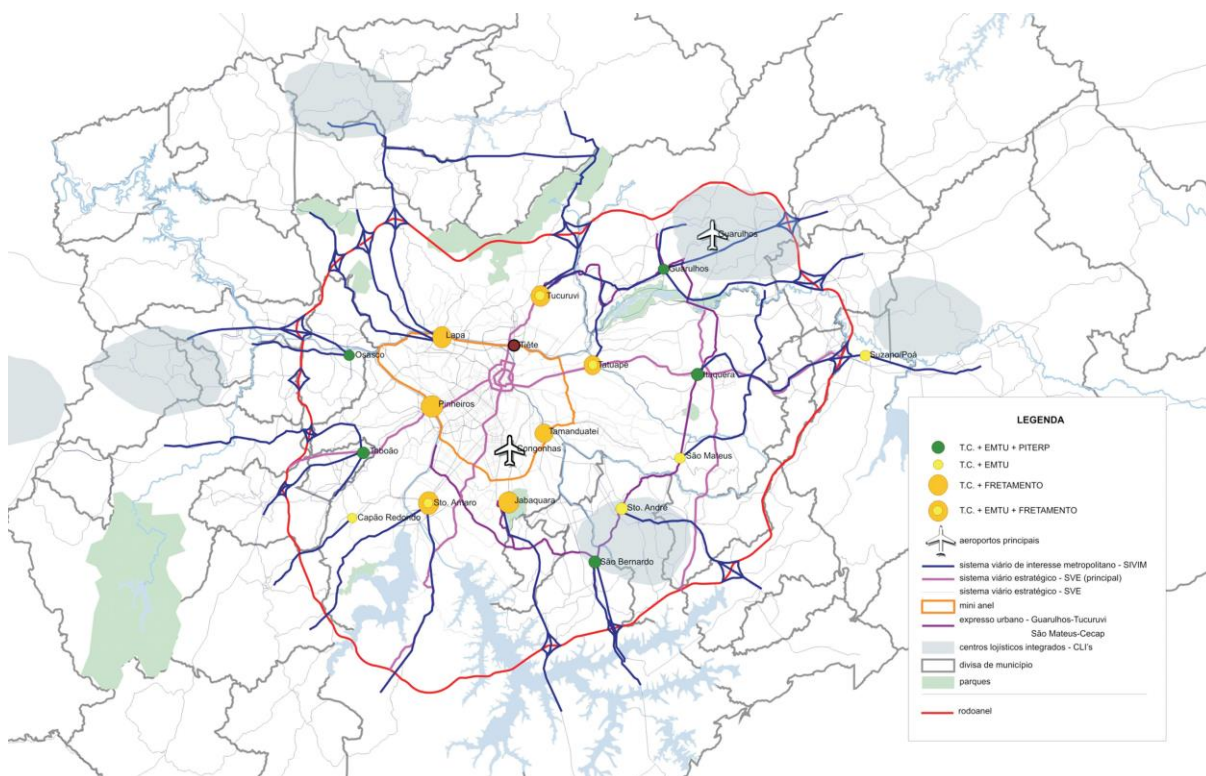 Guarulhos
Guarulhos
Tucuruvi
Lapa
Tiête
Osasco
Suzano/Poá
Tatuapé
Itaquera
Pinheiros
Tamanduateí
Congonhas
Taboão
São Mateus
Sto. Amaro
Jabaquara
Sto. André
Capão Redondo
São Bernardo
LEGENDA
T.C. + EMTU + PITERP
T.C. + EMTU
T.C. + FRETAMENTO
T.C. + EMTU + FRETAMENTO
aeroportos principais
sistema viário de interesse metropolitano - SIVIM
sistema viário estratégico - SVE (principal)
sistema viário estratégico - SVE
mini anel
expresso urbano - Guarulhos-Tucuruvi
São Mateus-Cecap
centros lojísticos integrados - CLI's
divisa de município
parques
rodoanel